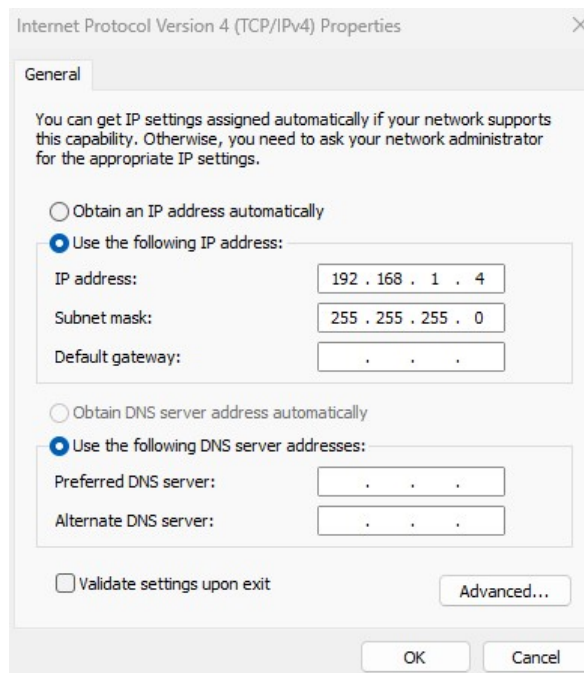 Internet Protocol Version 4 (TCP/IPv4) Properties
General
You can get IP settings assigned automatically if your network supports
this capability. Otherwise, you need to ask your network administrator
for the appropriate IP settings.
Obtain an IP address automatically
Use the following IP address:
IP address: 192 . 168 . 1 . 4
Subnet mask: 255 . 255 . 255 . 0
Default gateway: . . .
Obtain DNS server address automatically
Use the following DNS server addresses:
Preferred DNS server: . . .
Alternate DNS server: . . .
Validate settings upon exit
Advanced...
OK Cancel